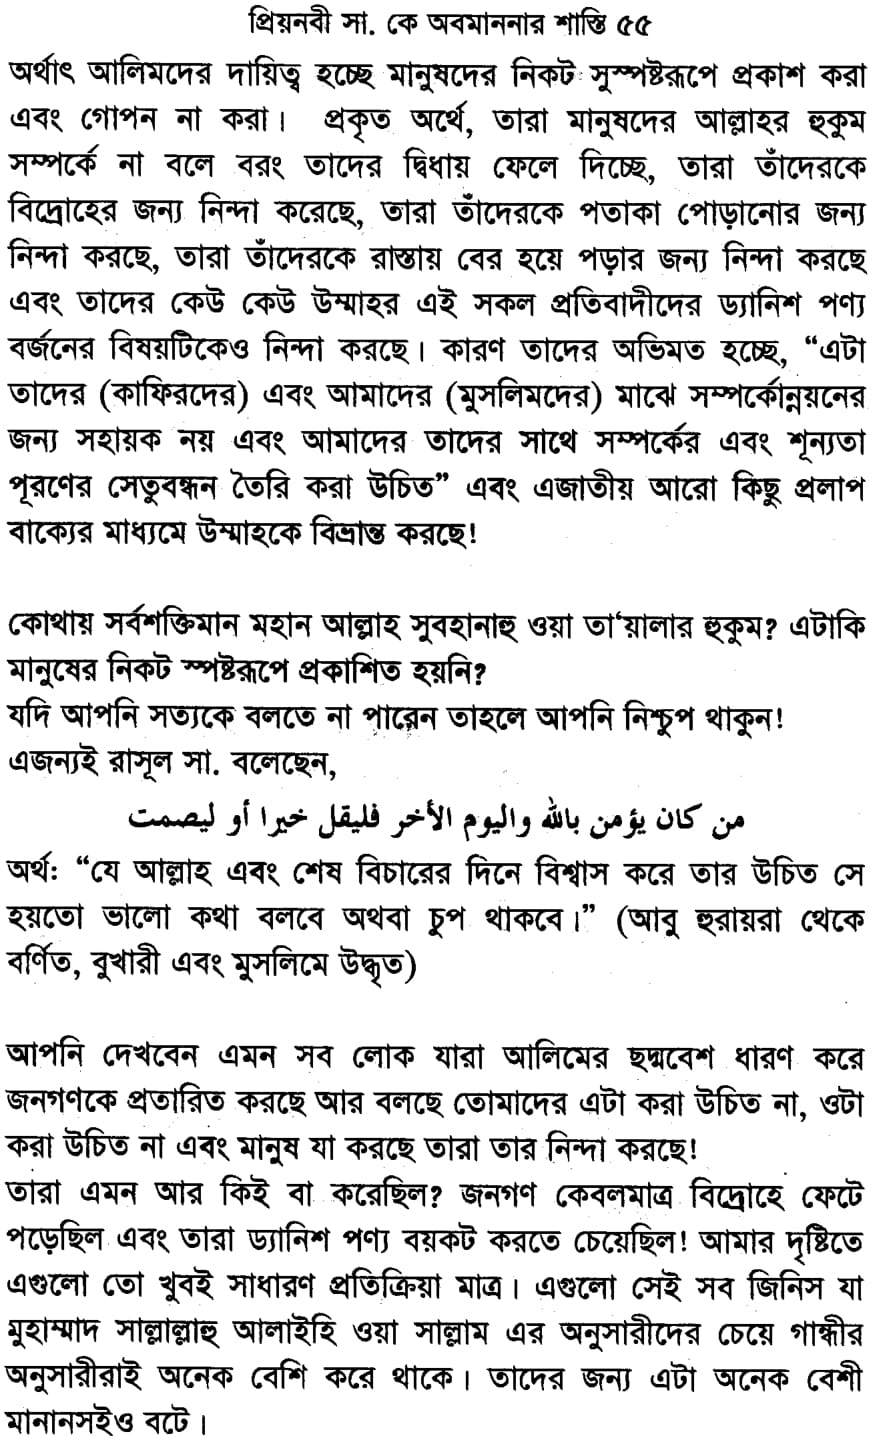 প্রিয়নবী সা. কে অবমাননার শাস্তি ৫৫
অর্থাৎ আলিমদের দায়িত্ব হচ্ছে মানুষদের নিকট সুস্পষ্টরূপে প্রকাশ করা
এবং গোপন না করা। প্রকৃত অর্থে, তারা মানুষদের আল্লাহর হুকুম
সম্পর্কে না বলে বরং তাদের দ্বিধায় ফেলে দিচ্ছে, তারা তাঁদেরকে
বিদ্রোহের জন্য নিন্দা করেছে, তারা তাঁদেরকে পতাকা পোড়ানোর জন্য
নিন্দা করছে, তারা তাঁদেরকে রাস্তায় বের হয়ে পড়ার জন্য নিন্দা করছে
এবং তাদের কেউ কেউ উম্মাহর এই সকল প্রতিবাদীদের ড্যানিশ পণ্য
বর্জনের বিষয়টিকেও নিন্দা করছে। কারণ তাদের অভিমত হচ্ছে, “এটা
তাদের (কাফিরদের) এবং আমাদের (মুসলিমদের) মাঝে সম্পর্কোন্নয়নের
জন্য সহায়ক নয় এবং আমাদের তাদের সাথে সম্পর্কের এবং শূন্যতা
পূরণের সেতুবন্ধন তৈরি করা উচিত” এবং এজাতীয় আরো কিছু প্রলাপ
বাক্যের মাধ্যমে উম্মাহকে বিভ্রান্ত করছে!
কোথায় সর্বশক্তিমান মহান আল্লাহ সুবহানাহু ওয়া তা‘য়ালার হুকুম? এটাকি
মানুষের নিকট স্পষ্টরূপে প্রকাশিত হয়নি?
যদি আপনি সত্যকে বলতে না পারেন তাহলে আপনি নিশ্চুপ থাকুন!
এজন্যই রাসূল সা. বলেছেন,
من كان يؤمن بالله واليوم الأخر فليقل خيرا أو ليصمت
অর্থ: “যে আল্লাহ এবং শেষ বিচারের দিনে বিশ্বাস করে তার উচিত সে
হয়তো ভালো কথা বলবে অথবা চুপ থাকবে।” (আবু হুরায়রা থেকে
বর্ণিত, বুখারী এবং মুসলিমে উদ্ধৃত)
আপনি দেখবেন এমন সব লোক যারা আলিমের ছদ্মবেশ ধারণ করে
জনগণকে প্রতারিত করছে আর বলছে তোমাদের এটা করা উচিত না, ওটা
করা উচিত না এবং মানুষ যা করছে তারা তার নিন্দা করছে!
তারা এমন আর কিই বা করেছিল? জনগণ কেবলমাত্র বিদ্রোহে ফেটে
পড়েছিল এবং তারা ড্যানিশ পণ্য বয়কট করতে চেয়েছিল! আমার দৃষ্টিতে
এগুলো তো খুবই সাধারণ প্রতিক্রিয়া মাত্র। এগুলো সেই সব জিনিস যা
মুহাম্মাদ সাল্লাল্লাহু আলাইহি ওয়া সাল্লাম এর অনুসারীদের চেয়ে গান্ধীর
অনুসারীরাই অনেক বেশি করে থাকে। তাদের জন্য এটা অনেক বেশী
মানানসইও বটে।